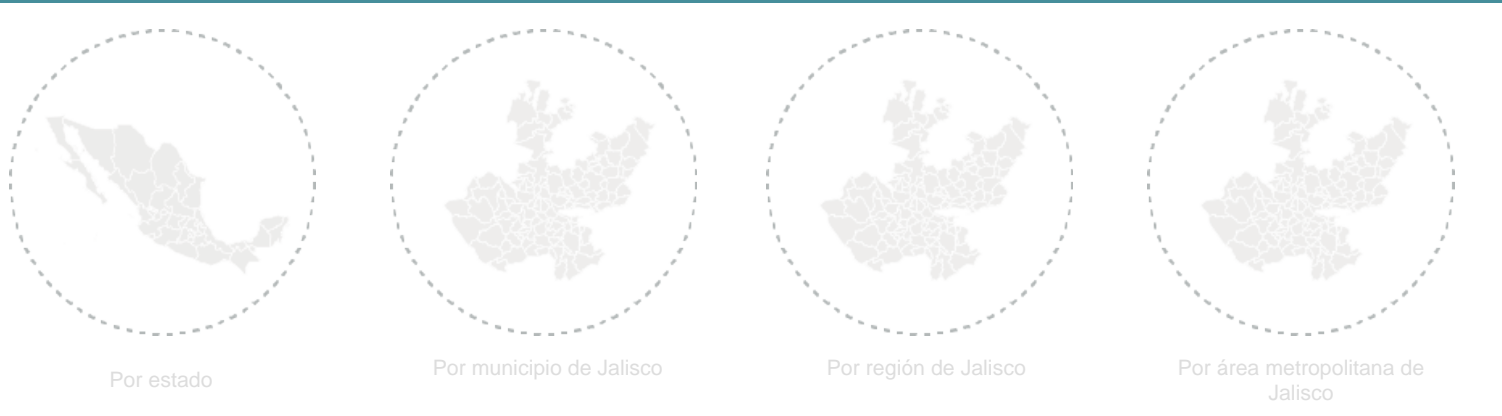 Por estado
Por municipio de Jalisco
Por región de Jalisco
Por área metropolitana de
Jalisco